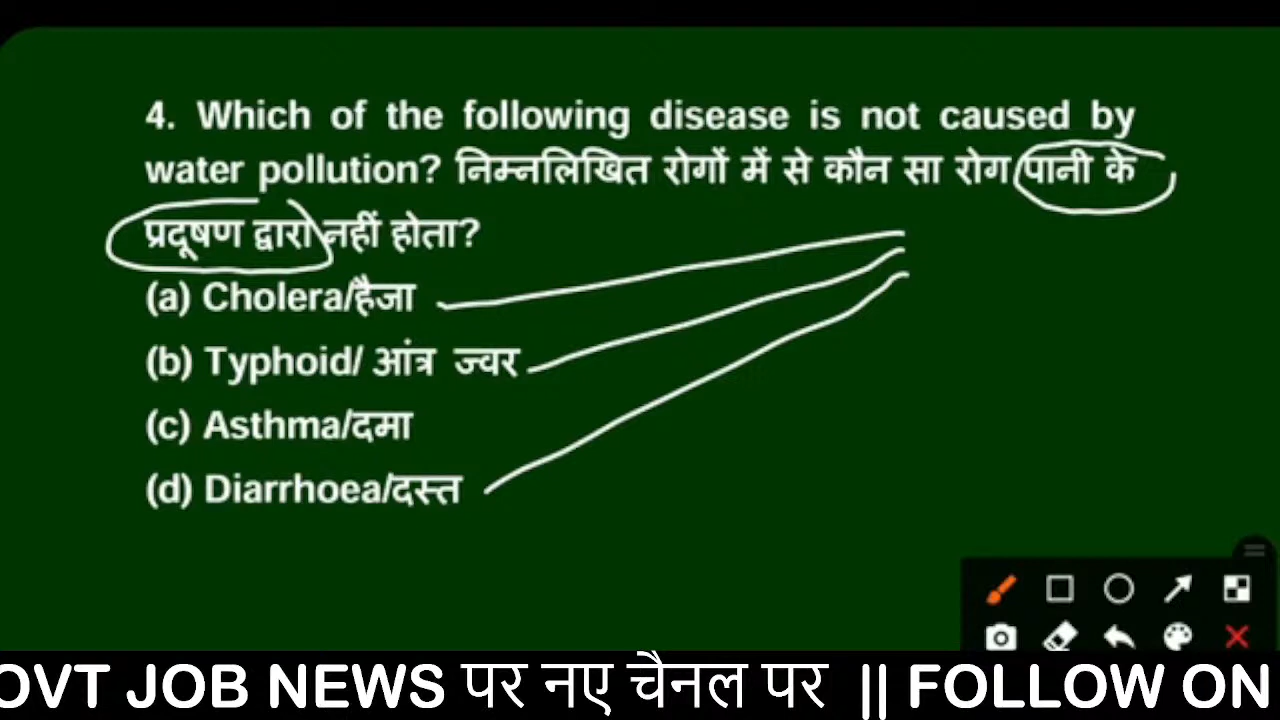 4. Which of the following disease is not caused by
water pollution? निम्नलिखित रोगों में से कौन सा रोग पानी के
प्रदूषण द्वारा नहीं होता?
(a) Cholera/हैजा
(b) Typhoid/ आंत्र ज्वर
(c) Asthma/दमा
(d) Diarrhoea/दस्त
OVT JOB NEWS पर नए चैनल पर || FOLLOW ON